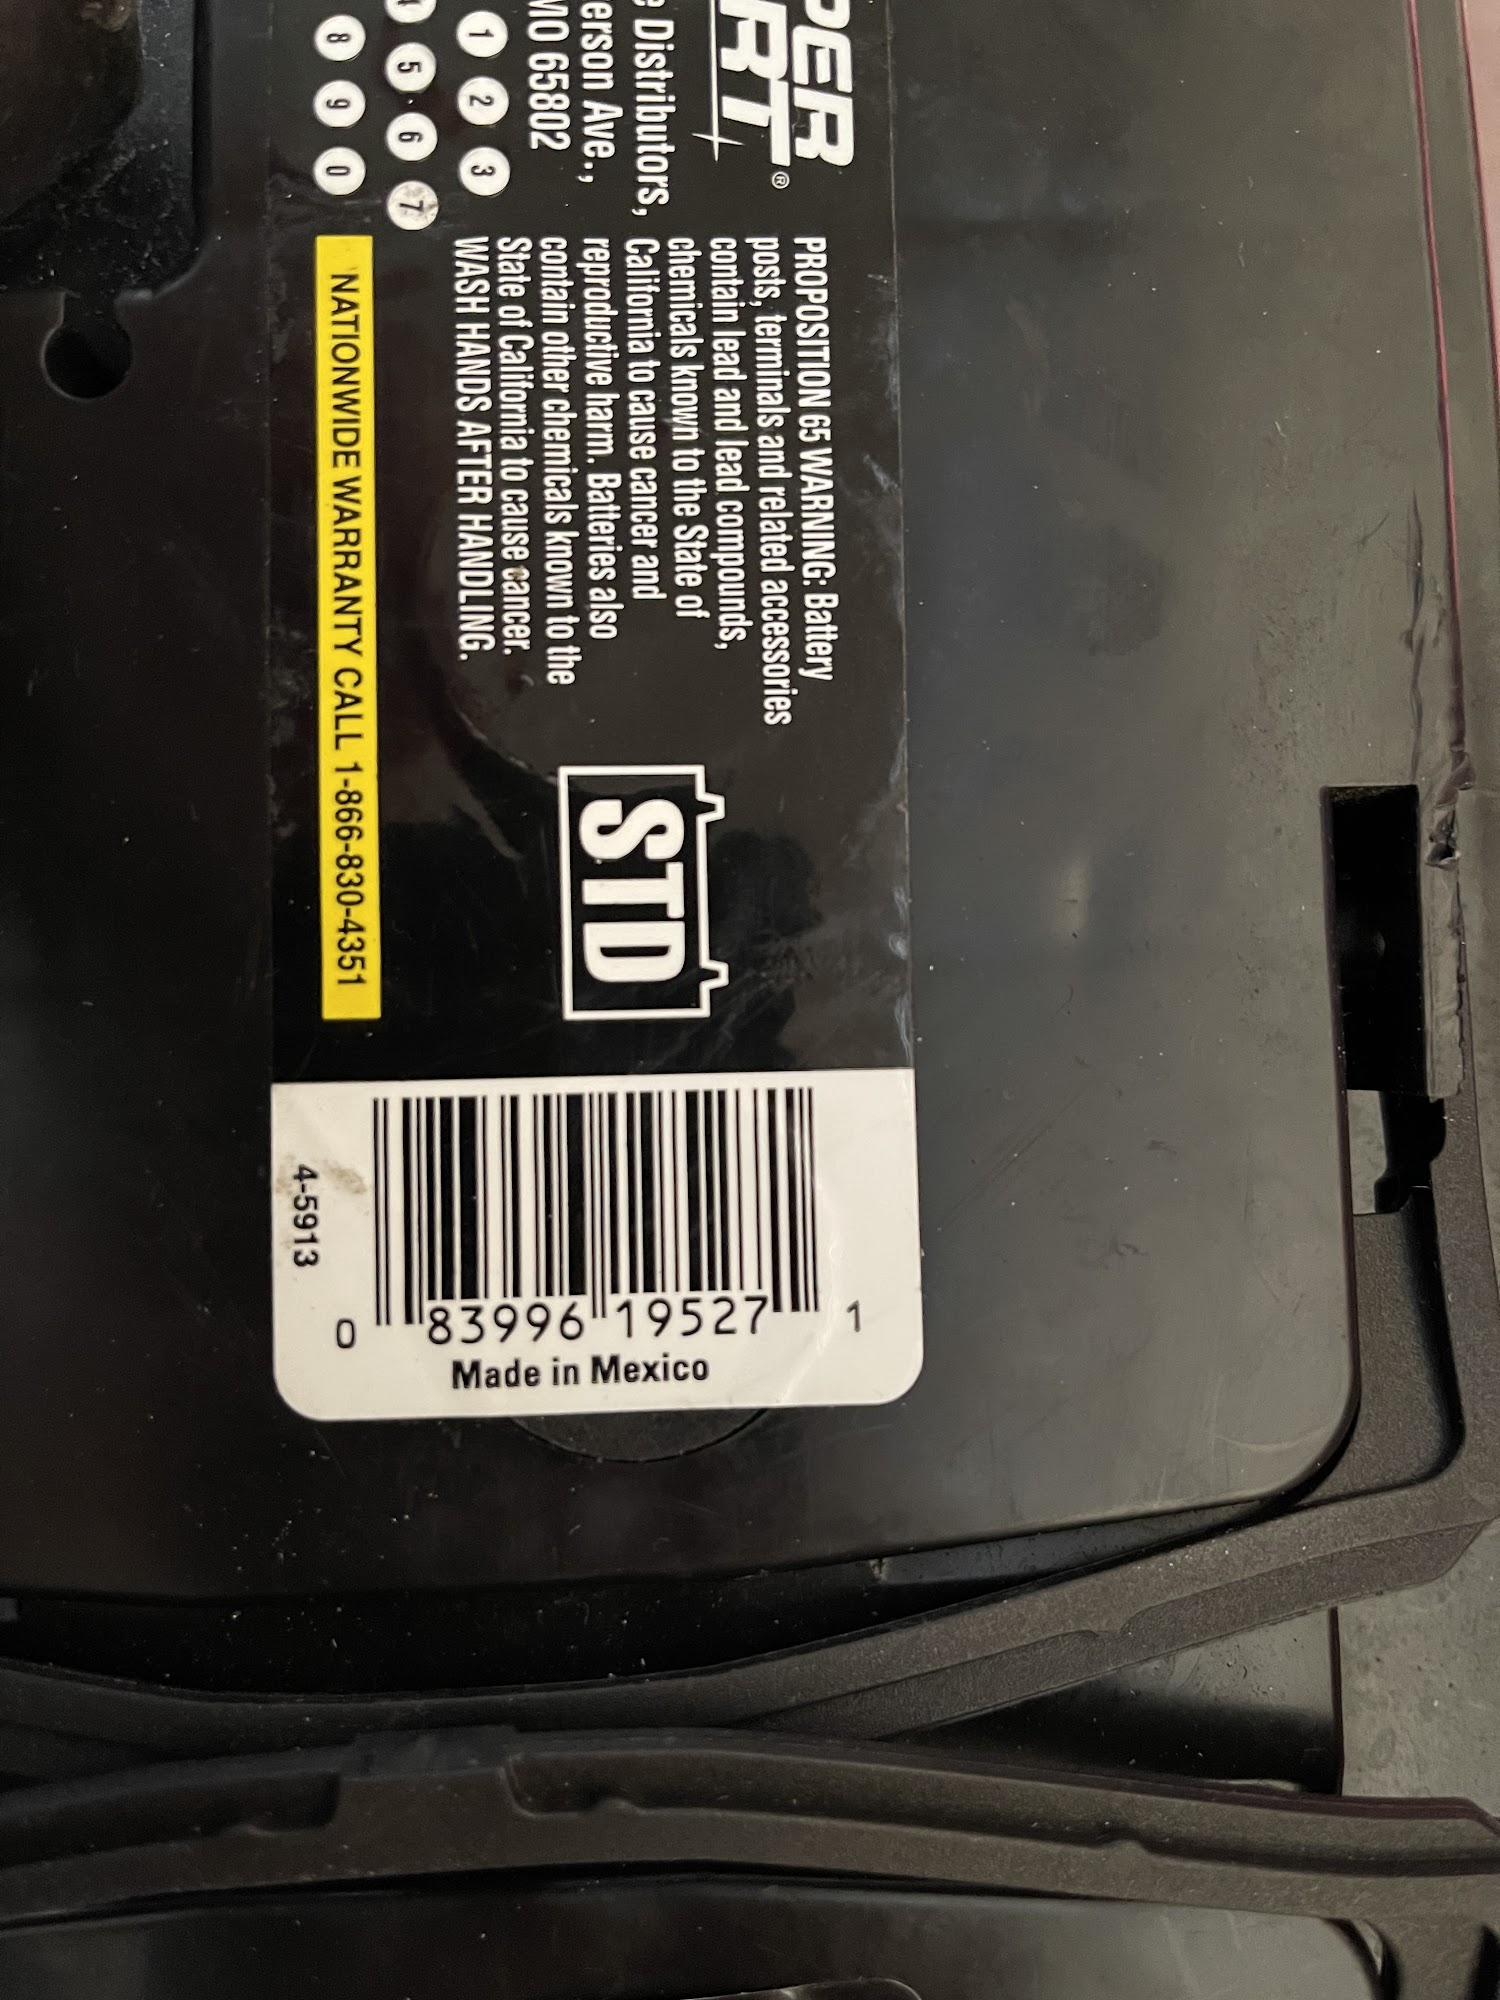 PER
RT®
Distributors,
erson Ave.,
MO 65802
1 2 3
5 6 7
8 9 0
PROPOSITION 65 WARNING: Battery
posts, terminals and related accessories
contain lead and lead compounds,
chemicals known to the State of
California to cause cancer and
reproductive harm. Batteries also
contain other chemicals known to the
State of California to cause cancer.
WASH HANDS AFTER HANDLING.
NATIONWIDE WARRANTY CALL 1-866-830-4351
STD
4-5913
0 83996 19527 1
Made in Mexico